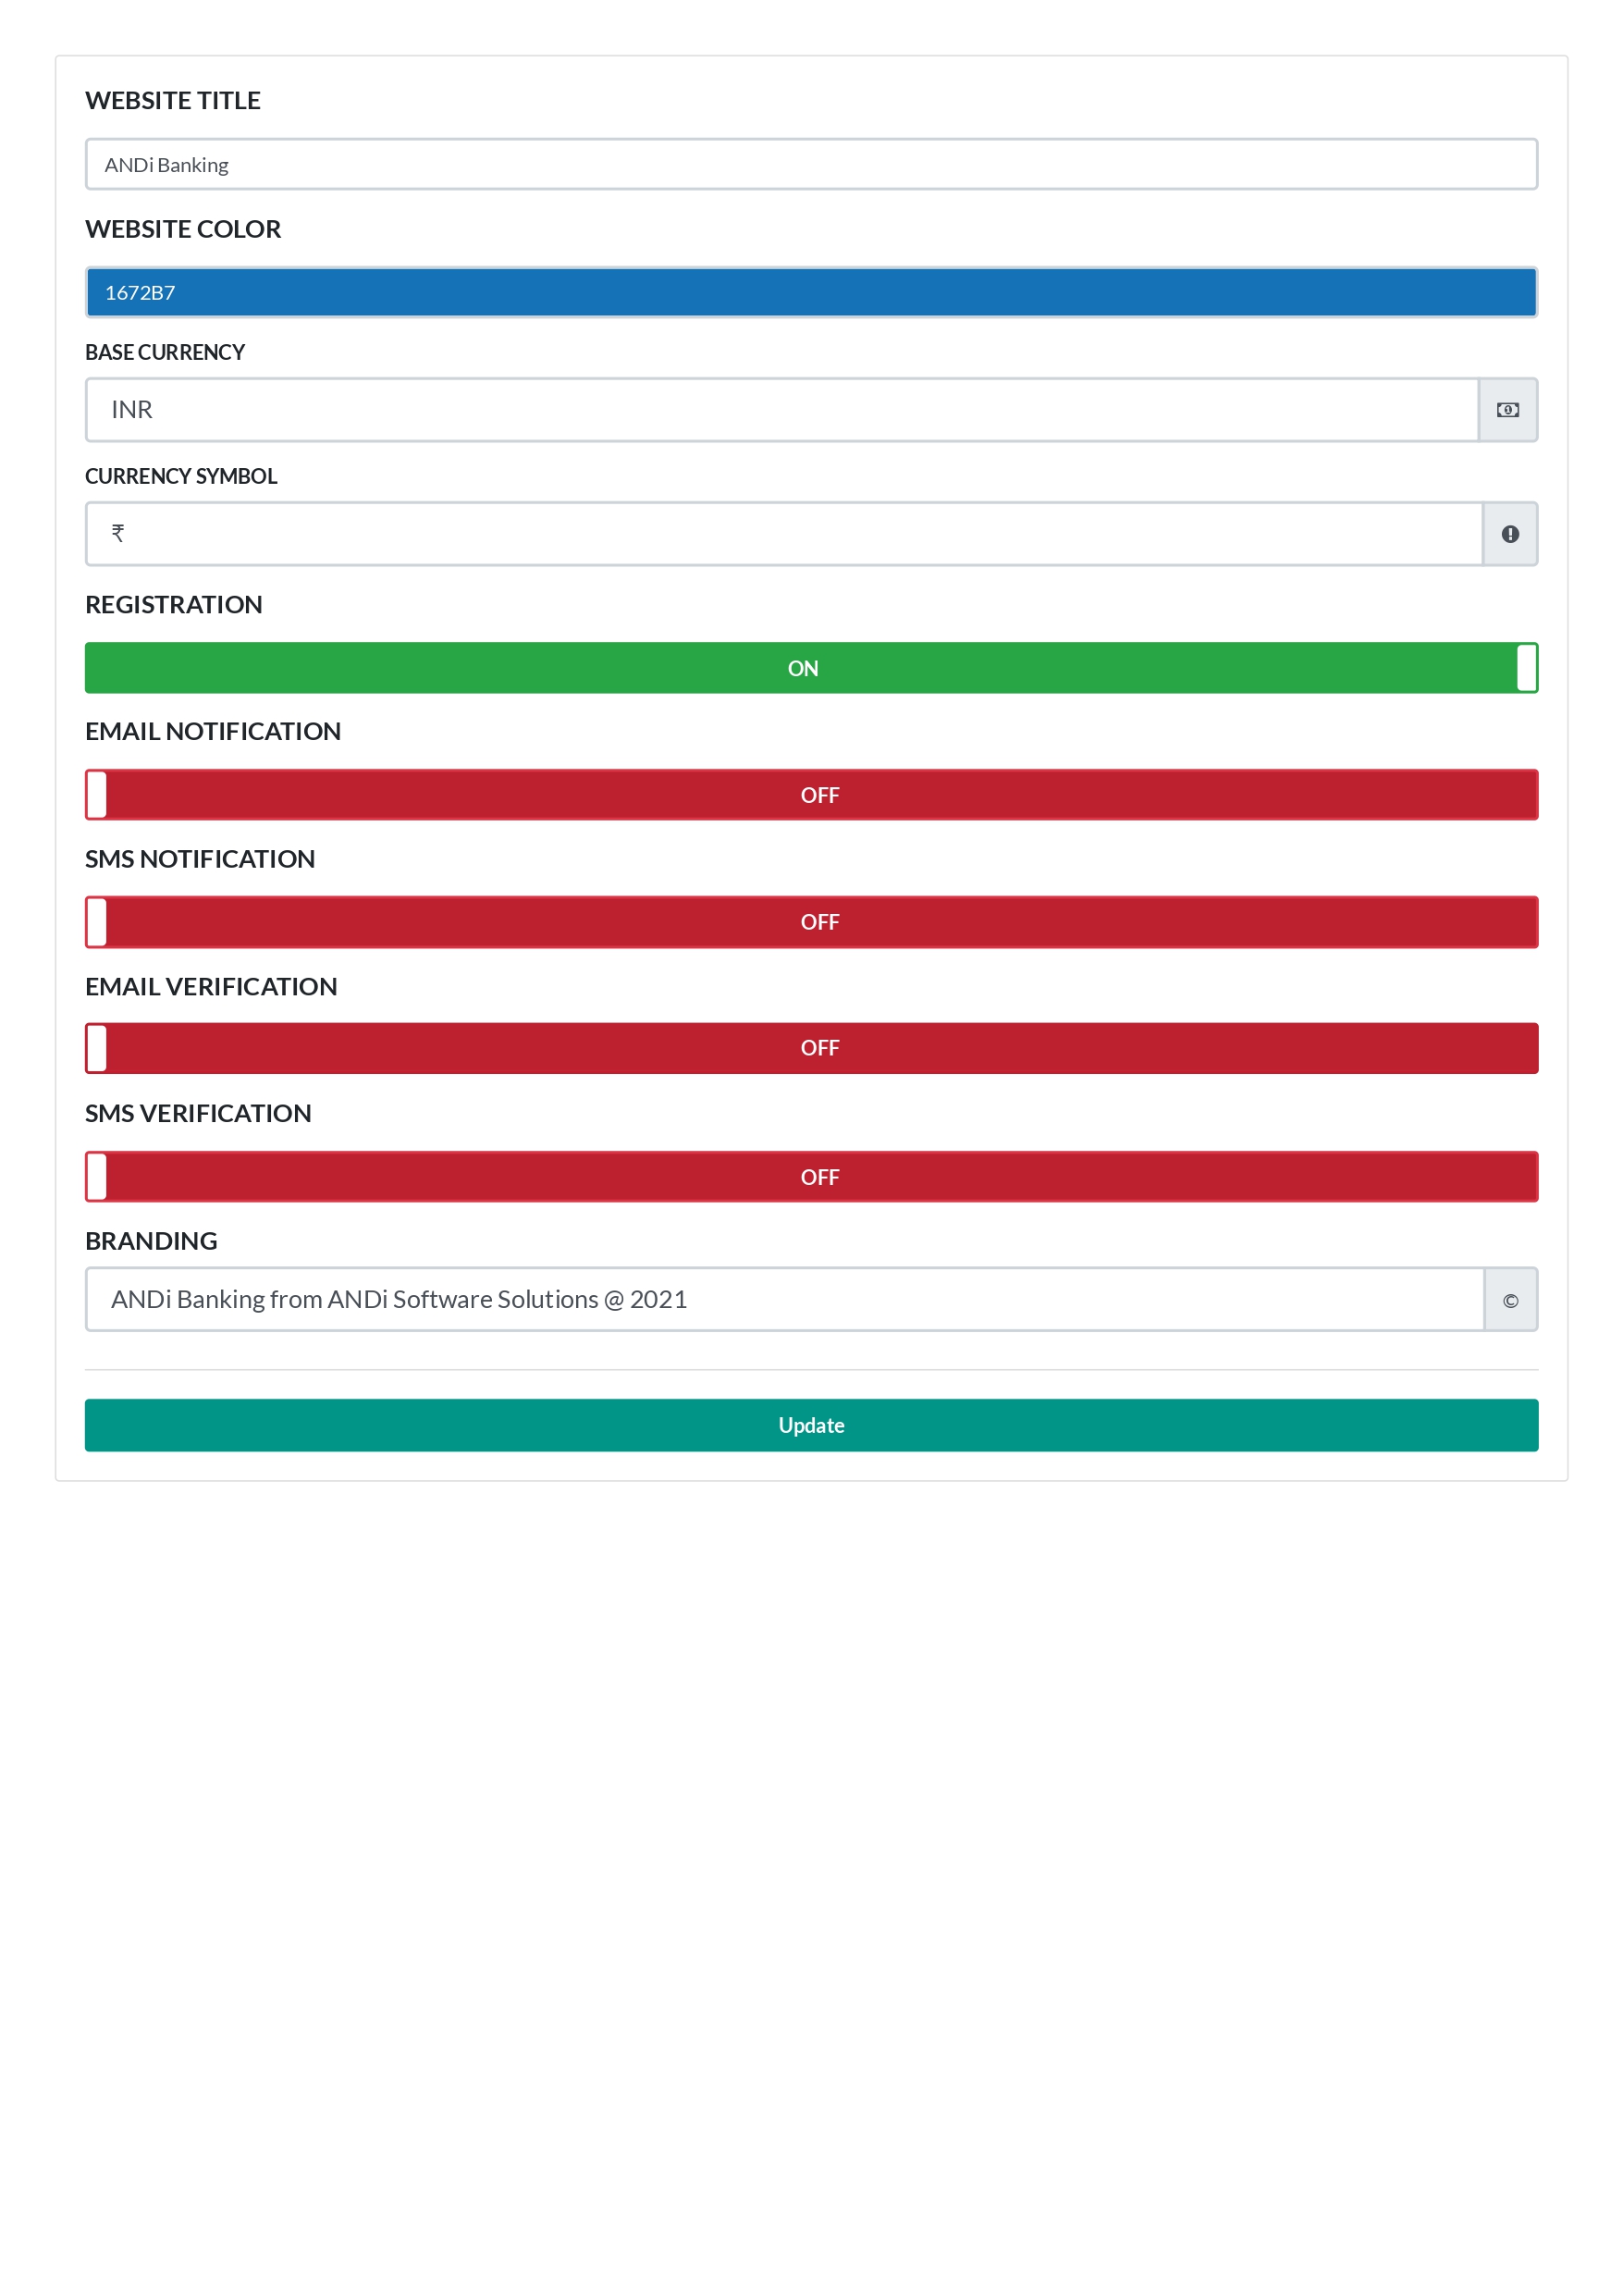 WEBSITE TITLE
ANDi Banking
WEBSITE COLOR
1672B7
BASE CURRENCY
INR
CURRENCY SYMBOL
₹
REGISTRATION
ON
EMAIL NOTIFICATION
OFF
SMS NOTIFICATION
OFF
EMAIL VERIFICATION
OFF
SMS VERIFICATION
OFF
BRANDING
ANDi Banking from ANDi Software Solutions @ 2021
©
Update